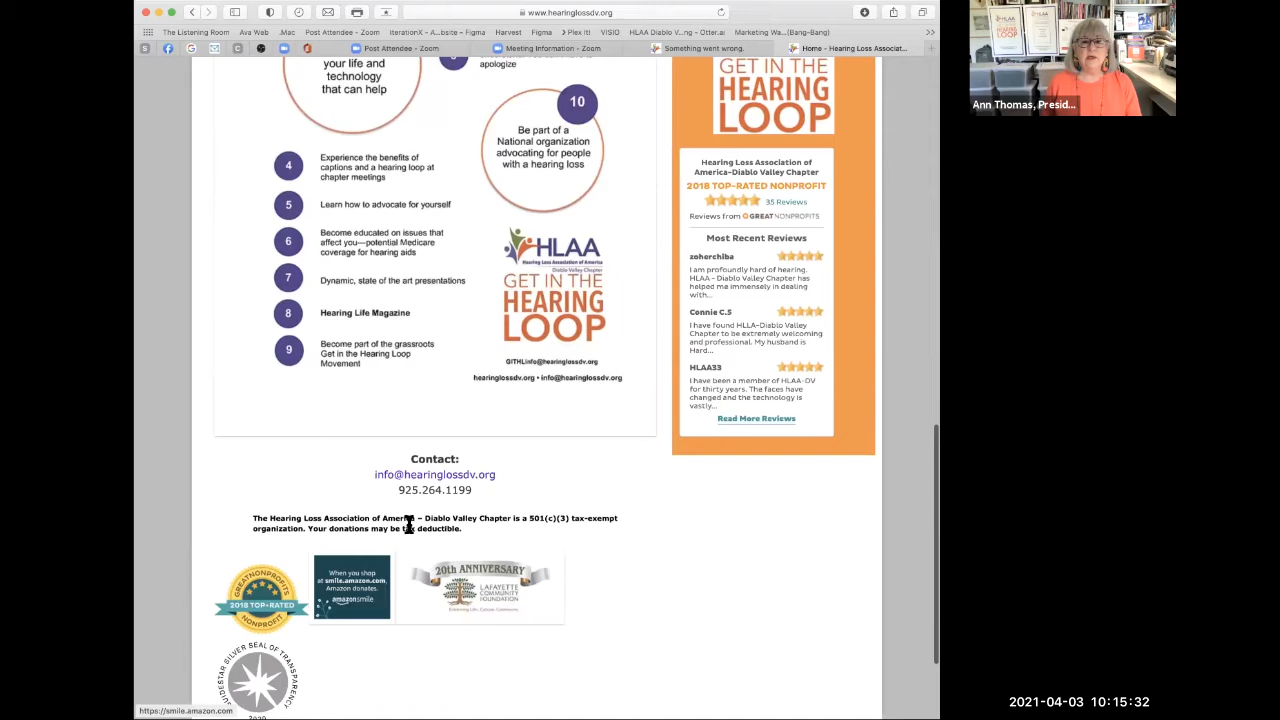 www.hearinglossdv.org
The Listening Room
Ava Web
.Mac
Post Attendee - Zoom
iterationX - A...bsite – Figma
Harvest
Figma
Plex it!
VISIO
HLAA Diablo V...ng - Otter.ai
Marketing Wa...(Bang-Bang)
Post Attendee - Zoom
Meeting Information - Zoom
Something went wrong.
Home - Hearing Loss Associat...
your life and
technology
that can help
apologize
10
Be part of a
National organization
advocating for people
with a hearing loss
4
Experience the benefits of
captions and a hearing loop at
chapter meetings
5
Learn how to advocate for yourself
6
Become educated on issues that
affect you—potential Medicare
coverage for hearing aids
7
Dynamic, state of the art presentations
8
Hearing Life Magazine
9
Become part of the grassroots
Get in the Hearing Loop
Movement
HLAA
Hearing Loss Association of America
Diablo Valley Chapter
GET IN THE
HEARING
LOOP
GITHLinfo@hearinglossdv.org
hearinglossdv.org • info@hearinglossdv.org
GET IN THE
HEARING
LOOP
Hearing Loss Association of
America-Diablo Valley Chapter
2018 TOP-RATED NONPROFIT
35 Reviews
Reviews from GREATNONPROFITS
Most Recent Reviews
zoherchiba
I am profoundly hard of hearing.
HLAA - Diablo Valley Chapter has
helped me immensely in dealing
with...
Connie C.5
I have found HLLA-Diablo Valley
Chapter to be extremely welcoming
and professional. My husband is
Hard...
HLAA33
I have been a member of HLAA-DV
for thirty years. The faces have
changed and the technology is
vastly...
Read More Reviews
Contact:
info@hearinglossdv.org
925.264.1199
The Hearing Loss Association of America – Diablo Valley Chapter is a 501(c)(3) tax-exempt
organization. Your donations may be tax deductible.
GREATNONPROFITS
2018 TOP-RATED
NONPROFIT
When you shop
at smile.amazon.com,
Amazon donates.
amazonsmile
20th ANNIVERSARY
LAFAYETTE
COMMUNITY
FOUNDATION
GUIDESTAR SILVER SEAL OF TRANSPARENCY
2020
https://smile.amazon.com
HLAA
LOOP
Ann Thomas, Presid...
2021-04-03 10:15:32